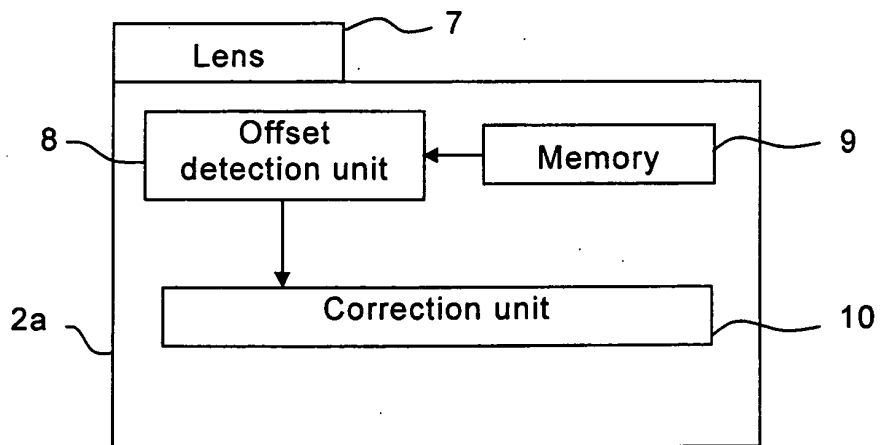 7
Lens
Offset
detection unit
8
Memory
9
Correction unit
2a
10